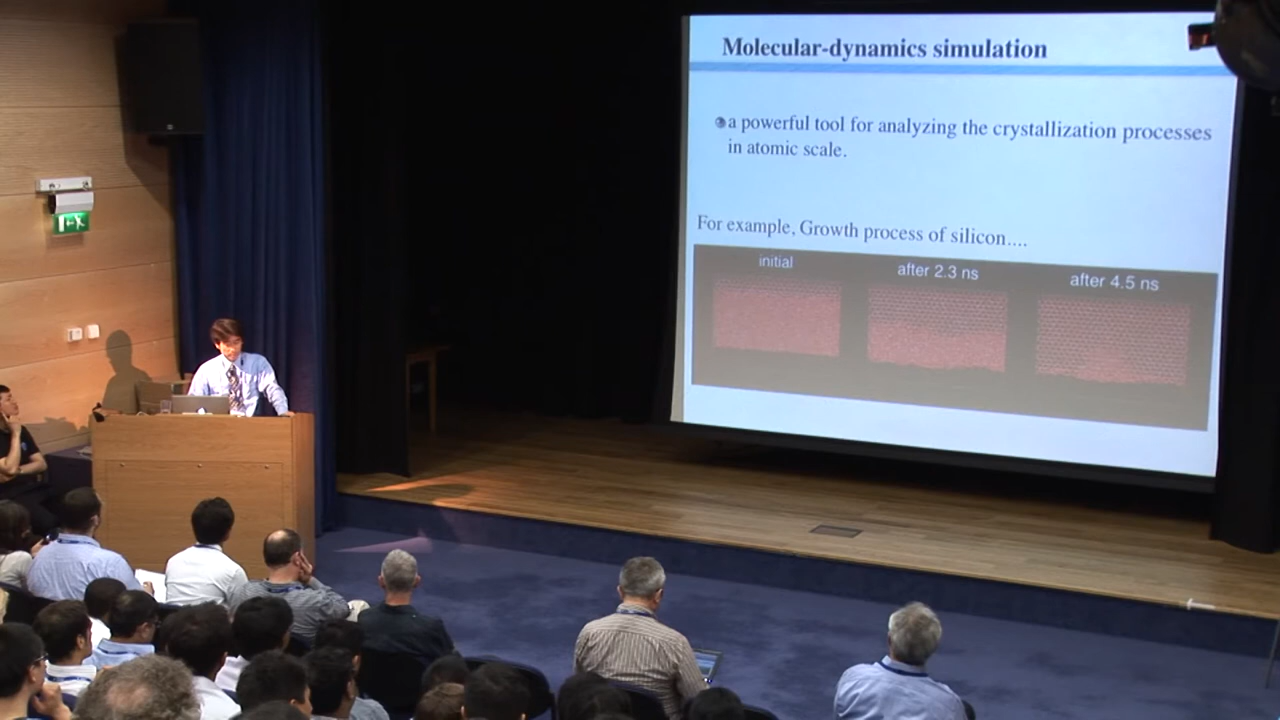 Molecular-dynamics simulation
a powerful tool for analyzing the crystallization processes
in atomic scale.
For example, Growth process of silicon....
initial
after 2.3 ns
after 4.5 ns